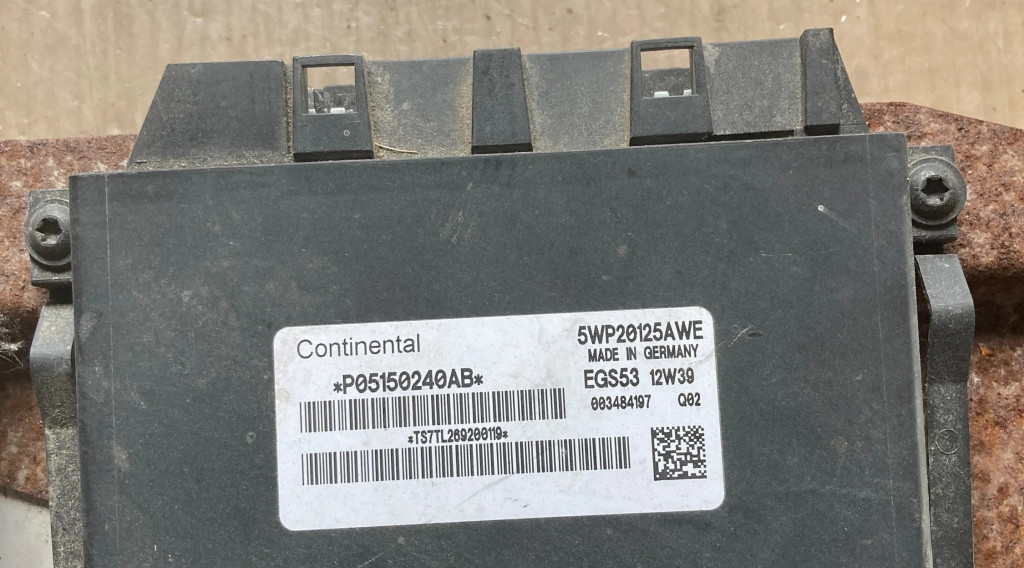 Continental
*P05150240AB*
*TS7TL269200119*
5WP20125AWE
MADE IN GERMANY
EGS53 12W39
003484197 Q02